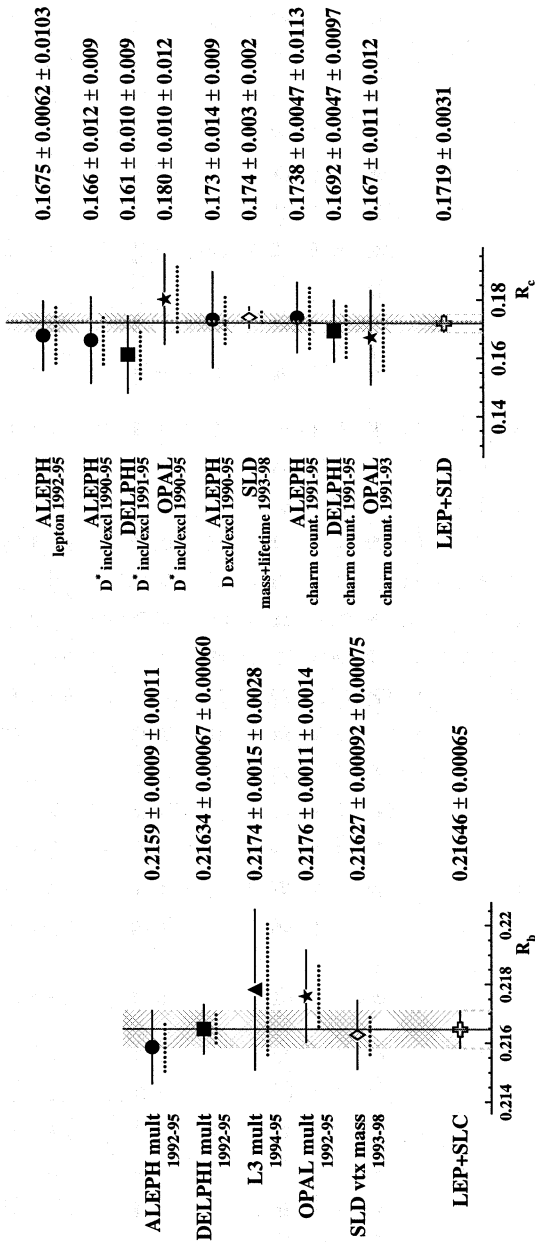 ALEPH mult 0.2159 ± 0.0009 ± 0.0011
1992-95
DELPHI mult 0.21634 ± 0.00067 ± 0.00060
1992-95
L3 mult 0.2174 ± 0.0015 ± 0.0028
1994-95
OPAL mult 0.2176 ± 0.0011 ± 0.0014
1992-95
SLD vtx mass 0.21627 ± 0.00092 ± 0.00075
1993-98
LEP+SLC 0.21646 ± 0.00065
0.214 0.216 0.218 0.22
R_b
ALEPH 0.1675 ± 0.0062 ± 0.0103
lepton 1992-95
ALEPH 0.166 ± 0.012 ± 0.009
D* incl/excl 1990-95
DELPHI 0.161 ± 0.010 ± 0.009
D* incl/excl 1991-95
OPAL 0.180 ± 0.010 ± 0.012
D* incl/excl 1990-95
ALEPH 0.173 ± 0.014 ± 0.009
D excl/excl 1990-95
SLD 0.174 ± 0.003 ± 0.002
mass+lifetime 1993-98
ALEPH 0.1738 ± 0.0047 ± 0.0113
charm count. 1991-95
DELPHI 0.1692 ± 0.0047 ± 0.0097
charm count. 1991-95
OPAL 0.167 ± 0.011 ± 0.012
charm count. 1991-93
LEP+SLD 0.1719 ± 0.0031
0.14 0.16 0.18
R_c